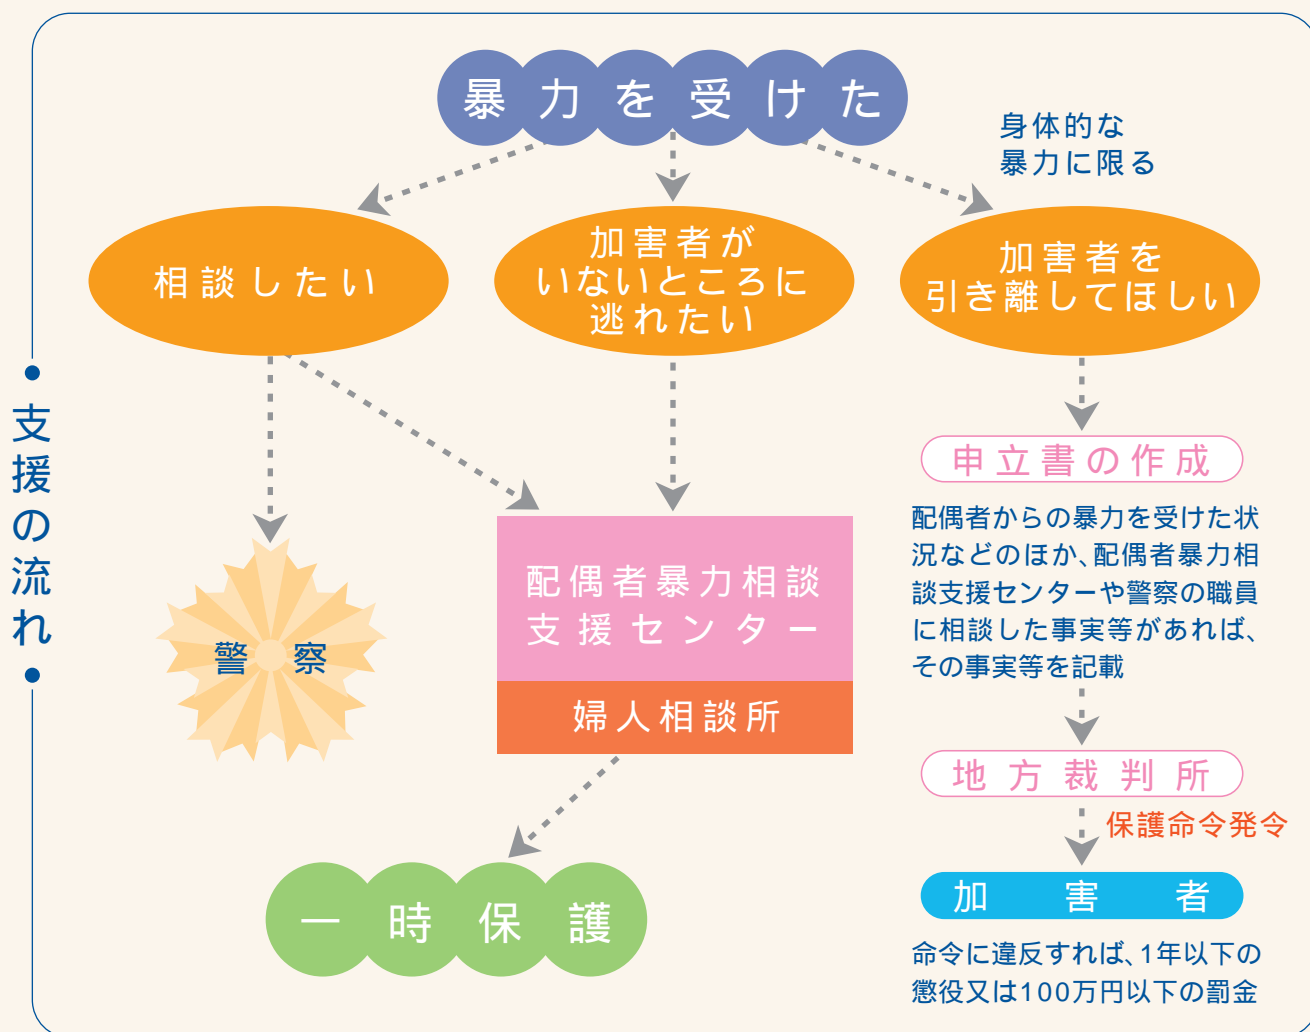 支援の流れ
暴力を受けた
身体的な
暴力に限る
相談したい
加害者が
いないところに
逃れたい
加害者を
引き離してほしい
申立書の作成
配偶者からの暴力を受けた状
況などのほか、配偶者暴力相
談支援センターや警察の職員
に相談した事実等があれば、
その事実等を記載
警察
配偶者暴力相談
支援センター
婦人相談所
地方裁判所
保護命令発令
一時保護
加害者
命令に違反すれば、1年以下の
懲役又は100万円以下の罰金